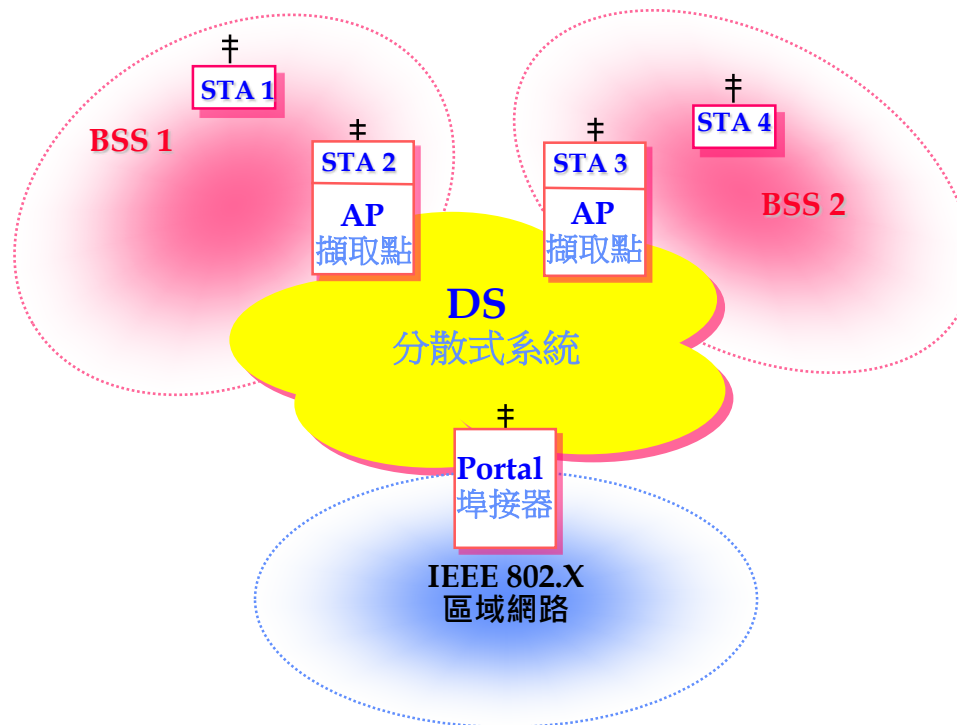 STA 1
BSS 1
STA 2
AP
擷取點
STA 3
AP
擷取點
STA 4
BSS 2
DS
分散式系統
Portal
埠接器
IEEE 802.X
區域網路